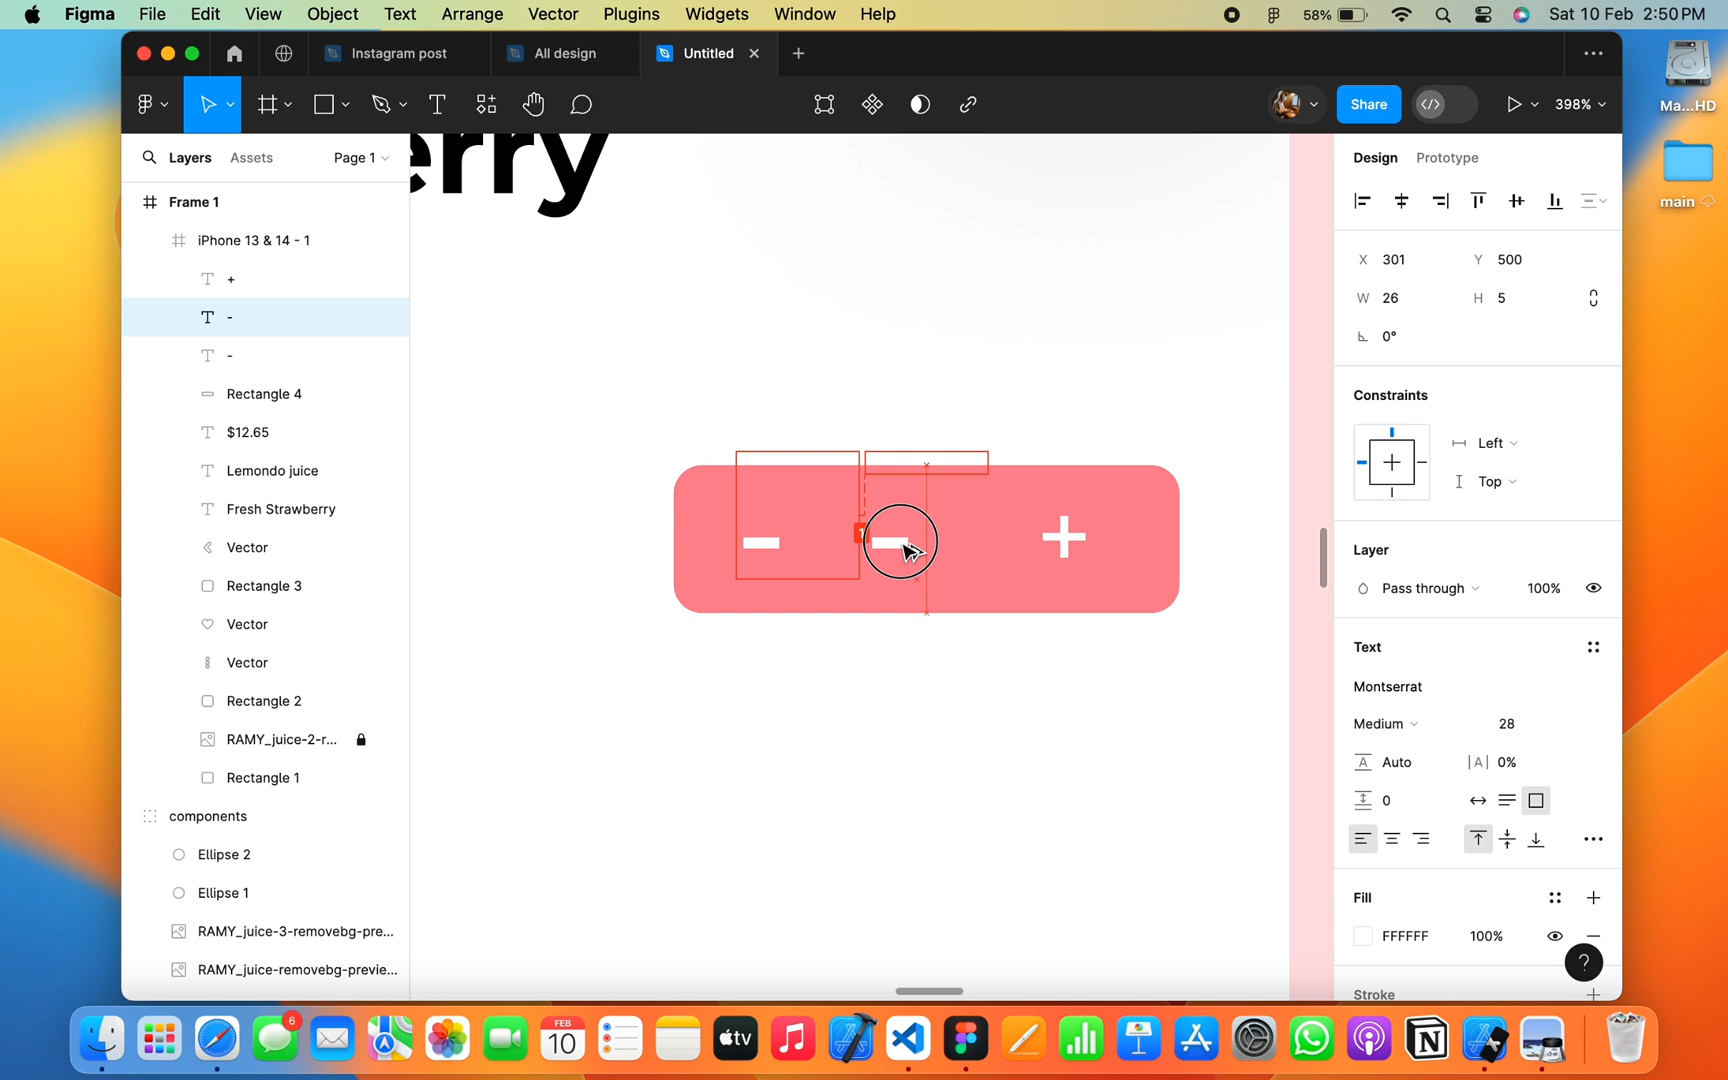 Figma File Edit View Object Text Arrange Vector Plugins Widgets Window Help 58% Sat 10 Feb 2:50 PM
Instagram post All design Untitled
Share 398%
Ma...HD
main
Layers Assets Page 1
Design Prototype
erry
Frame 1
iPhone 13 & 14 - 1
+
-
-
Rectangle 4
$12.65
Lemondo juice
Fresh Strawberry
Vector
Rectangle 3
Vector
Vector
Rectangle 2
RAMY_juice-2-r...
Rectangle 1
components
Ellipse 2
Ellipse 1
RAMY_juice-3-removebg-pre...
RAMY_juice-removebg-previe...
- - +
1
X 301 Y 500
W 26 H 5
0°
Constraints
Left
Top
Layer
Pass through 100%
Text
Montserrat
Medium 28
Auto 0%
0
Fill
FFFFFF 100%
?
Stroke
6
FEB
10
tv